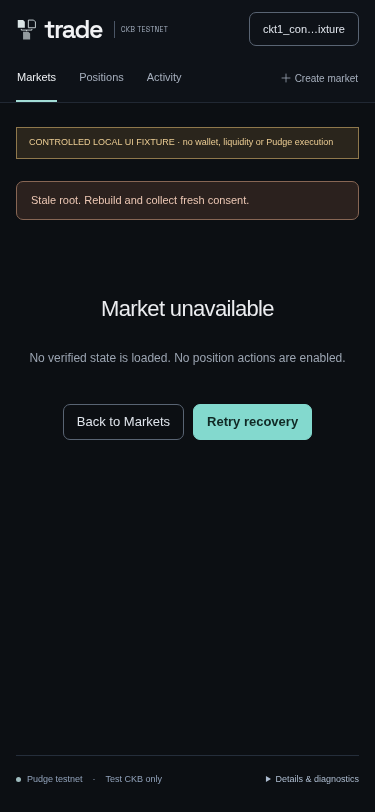 trade
CKB TESTNET
ckt1_con…ixture
Markets
Positions
Activity
+ Create market
CONTROLLED LOCAL UI FIXTURE · no wallet, liquidity or Pudge execution
Stale root. Rebuild and collect fresh consent.
Market unavailable
No verified state is loaded. No position actions are enabled.
Back to Markets
Retry recovery
Pudge testnet · Test CKB only
Details & diagnostics